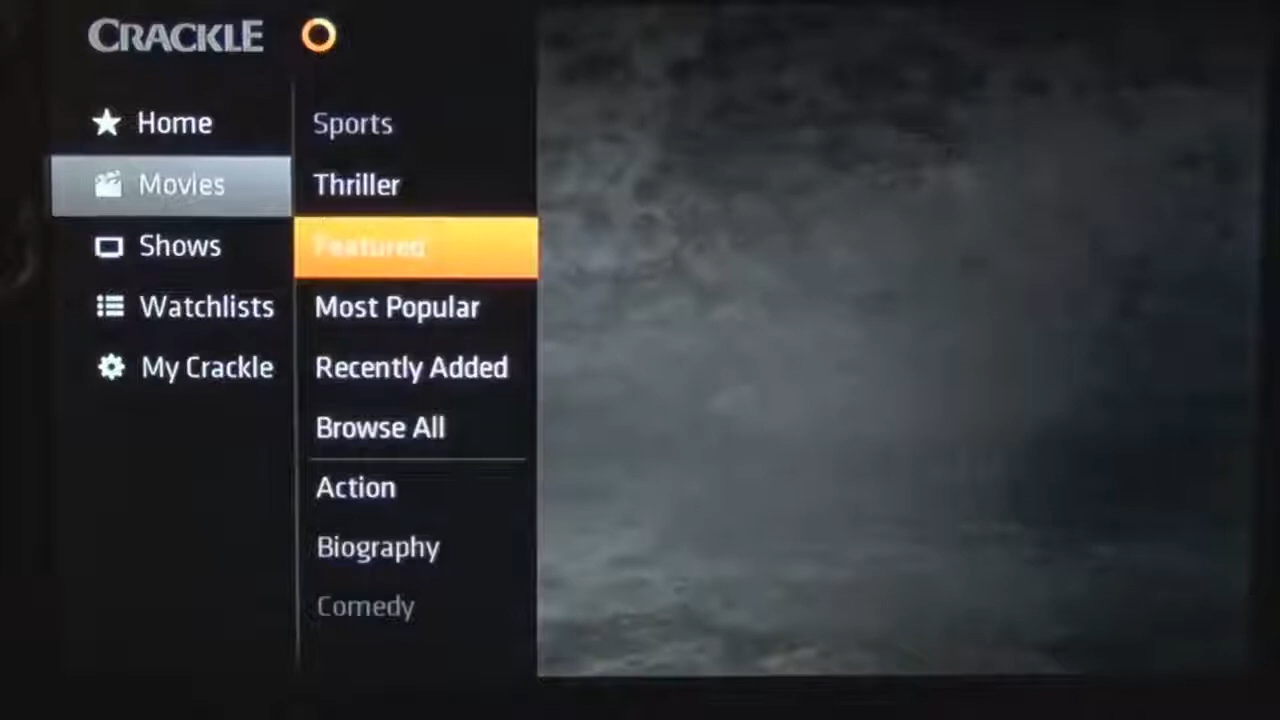 CRACKLE
Home
Movies
Shows
Watchlists
My Crackle
Sports
Thriller
Featured
Most Popular
Recently Added
Browse All
Action
Biography
Comedy